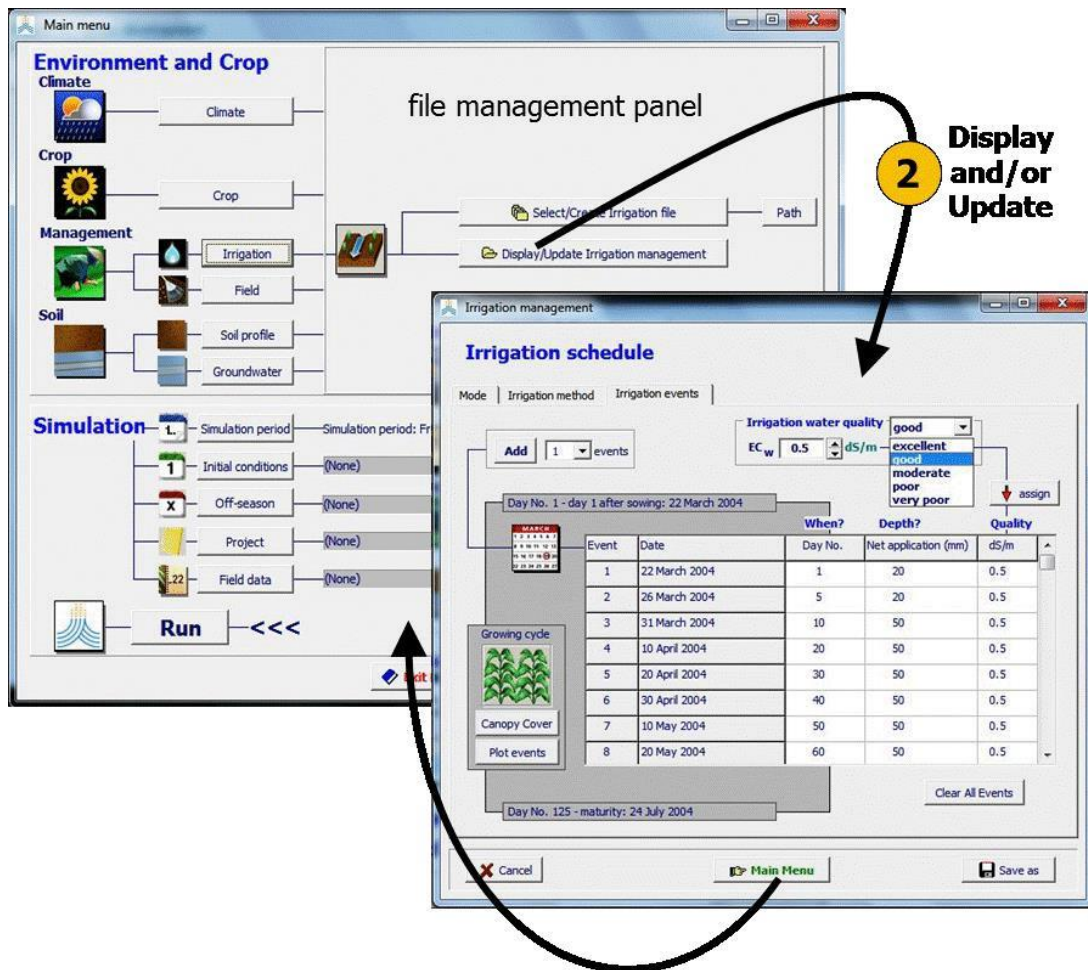 Main menu
Environment and Crop
Climate
Climate
file management panel
Crop
Crop
Select/Create Irrigation file
Path
Management
Irrigation
Display/Update Irrigation management
Field
Soil
Soil profile
Groundwater
Simulation
1..
Simulation period
Simulation period: Fr
1
Initial conditions
(None)
X
Off-season
(None)
Project
(None)
..22
Field data
(None)
Run
<<<
2
Display
and/or
Update
Irrigation management
Irrigation schedule
Mode
Irrigation method
Irrigation events
Add
1
events
Irrigation water quality
good
ECw
0.5
dS/m
excellent
good
moderate
poor
very poor
assign
Day No. 1 - day 1 after sowing: 22 March 2004
MARCH
When? Depth? Quality
Event Date Day No. Net application (mm) dS/m
1 22 March 2004 1 20 0.5
2 26 March 2004 5 20 0.5
3 31 March 2004 10 50 0.5
4 10 April 2004 20 50 0.5
5 20 April 2004 30 50 0.5
6 30 April 2004 40 50 0.5
7 10 May 2004 50 50 0.5
8 20 May 2004 60 50 0.5
Growing cycle
Canopy Cover
Plot events
Clear All Events
Day No. 125 - maturity: 24 July 2004
Cancel
Main Menu
Save as